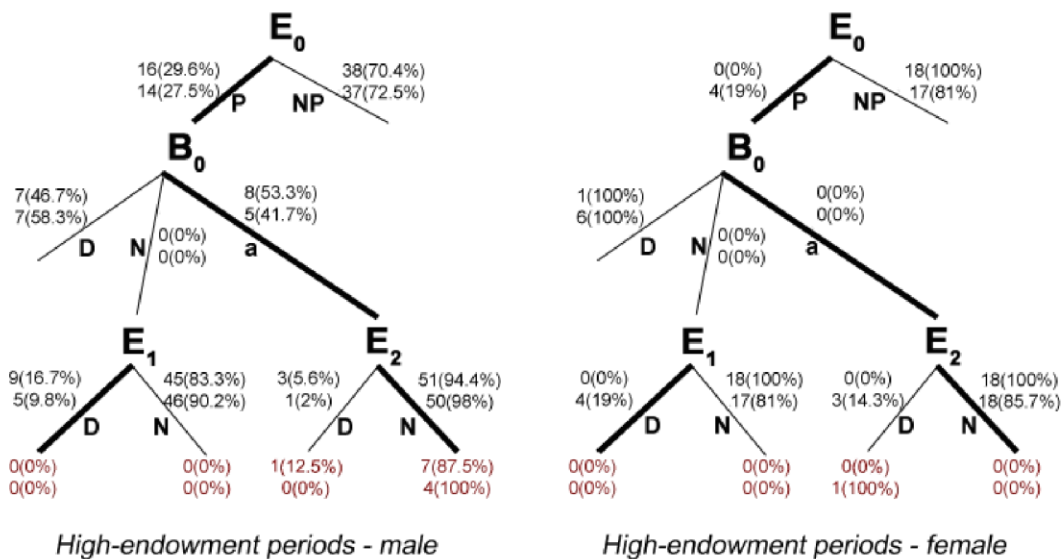 E0
16(29.6%) 38(70.4%)
14(27.5%) 37(72.5%)
P NP
B0
7(46.7%) 8(53.3%)
7(58.3%) 5(41.7%)
D N 0(0%) a
0(0%)
E1 E2
9(16.7%) 45(83.3%) 3(5.6%) 51(94.4%)
5(9.8%) 46(90.2%) 1(2%) 50(98%)
D N D N
0(0%) 0(0%) 1(12.5%) 7(87.5%)
0(0%) 0(0%) 0(0%) 4(100%)
High-endowment periods - male
E0
0(0%) 18(100%)
4(19%) 17(81%)
P NP
B0
1(100%) 0(0%)
6(100%) 0(0%)
D N 0(0%) a
0(0%)
E1 E2
0(0%) 18(100%) 0(0%) 18(100%)
4(19%) 17(81%) 3(14.3%) 18(85.7%)
D N D N
0(0%) 0(0%) 0(0%) 0(0%)
0(0%) 0(0%) 1(100%) 0(0%)
High-endowment periods - female